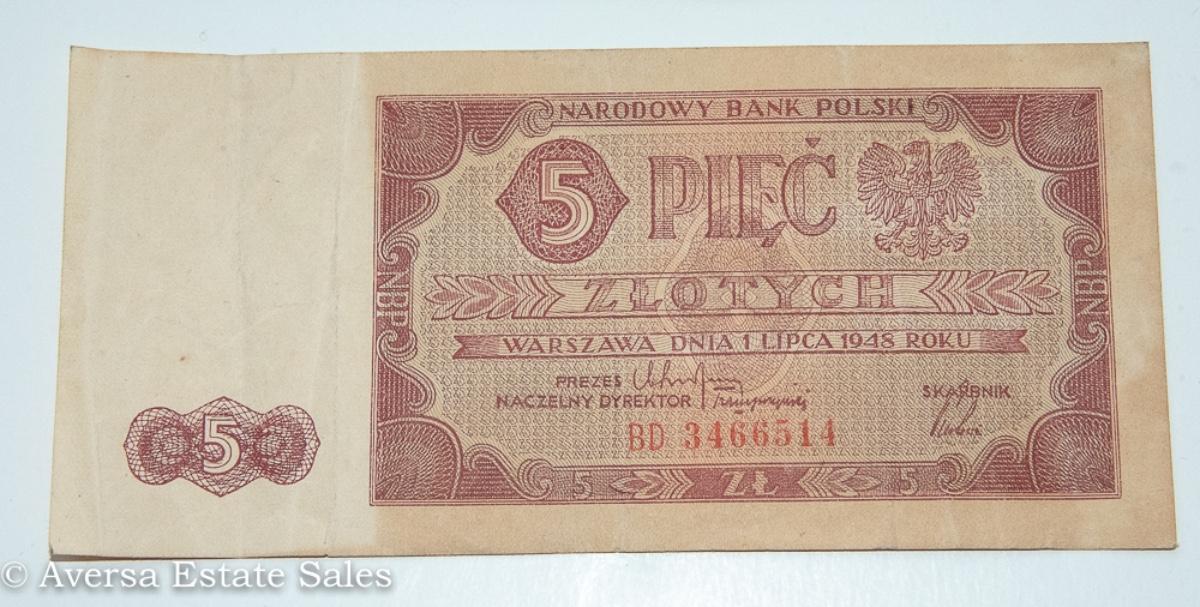 NARODOWY BANK POLSKI
5 PIĘĆ
ZŁOTYCH
NBP
NBP
WARSZAWA DNIA 1 LIPCA 1948 ROKU
PREZES
NACZELNY DYREKTOR
SKARBNIK
BD 3466514
5
5 ZŁ 5
© Aversa Estate Sales